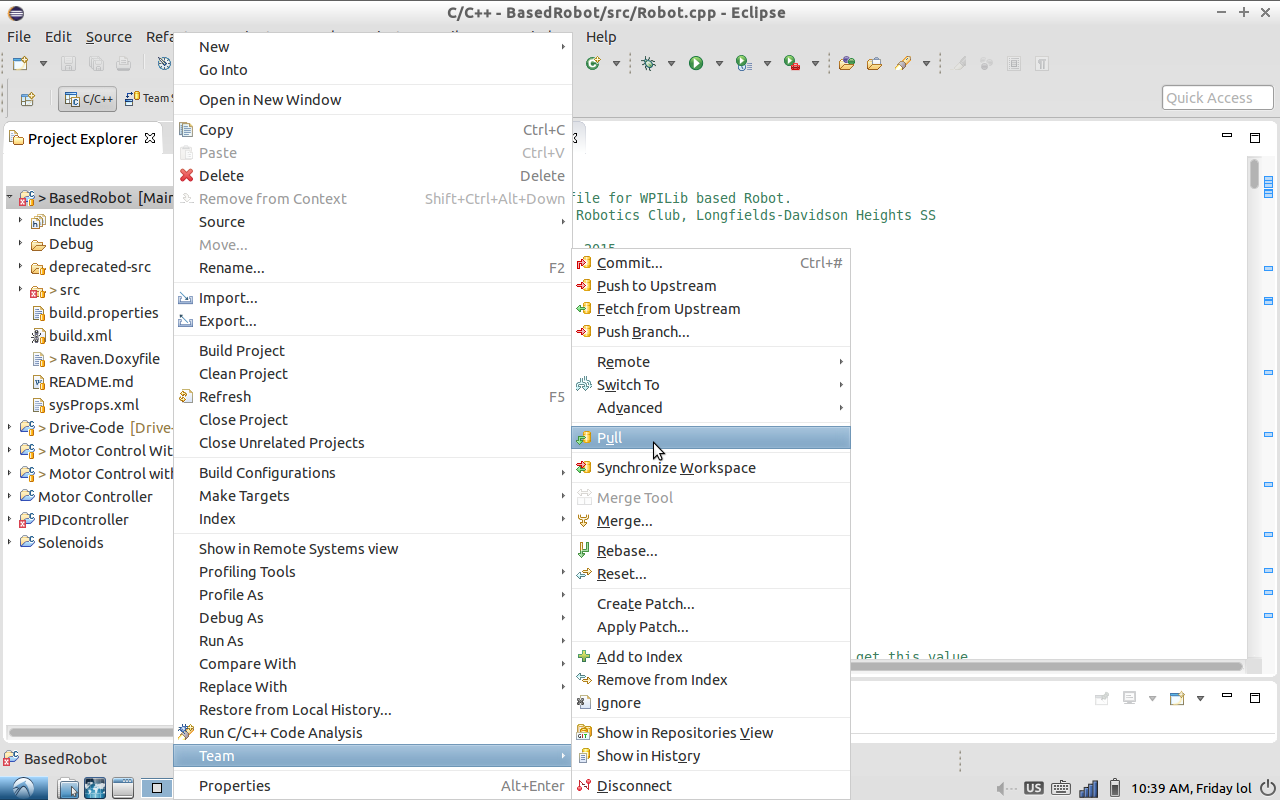 C/C++ - BasedRobot/src/Robot.cpp - Eclipse
File Edit Source Help
C/C++ Team
Quick Access
Project Explorer
> BasedRobot [Main
Includes
Debug
deprecated-src
> src
build.properties
build.xml
> Raven.Doxyfile
README.md
sysProps.xml
> Drive-Code [Drive-
> Motor Control Wit
> Motor Control with
Motor Controller
PIDcontroller
Solenoids
New
Go Into
Open in New Window
Copy Ctrl+C
Paste Ctrl+V
Delete Delete
Remove from Context Shift+Ctrl+Alt+Down
Source
Move...
Rename... F2
Import...
Export...
Build Project
Clean Project
Refresh F5
Close Project
Close Unrelated Projects
Build Configurations
Make Targets
Index
Show in Remote Systems view
Profiling Tools
Profile As
Debug As
Run As
Compare With
Replace With
Restore from Local History...
Run C/C++ Code Analysis
Team
Properties Alt+Enter
file for WPILib based Robot.
Robotics Club, Longfields-Davidson Heights SS
2015
Commit... Ctrl+#
Push to Upstream
Fetch from Upstream
Push Branch...
Remote
Switch To
Advanced
Pull
Synchronize Workspace
Merge Tool
Merge...
Rebase...
Reset...
Create Patch...
Apply Patch...
Add to Index
Remove from Index
Ignore
Show in Repositories View
Show in History
Disconnect
get this value
BasedRobot
US 10:39 AM, Friday lol